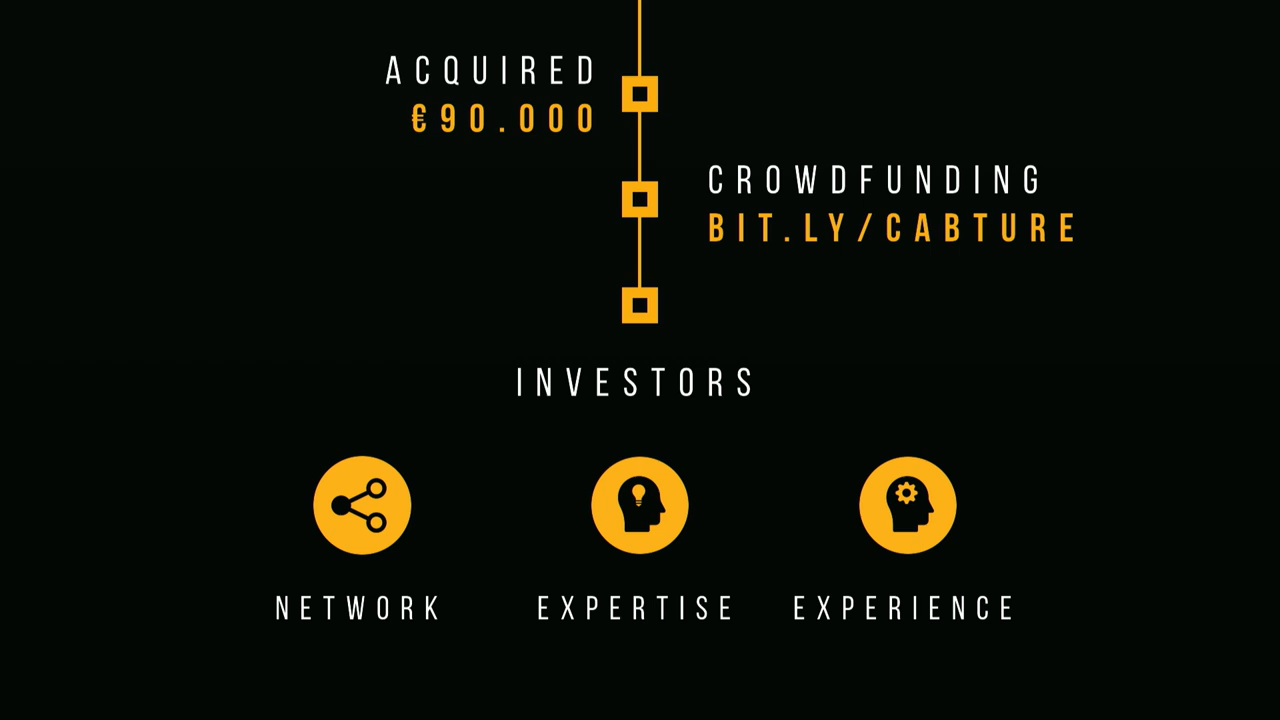 ACQUIRED
€90.000
CROWDFUNDING
BIT.LY/CABTURE
INVESTORS
NETWORK
EXPERTISE
EXPERIENCE